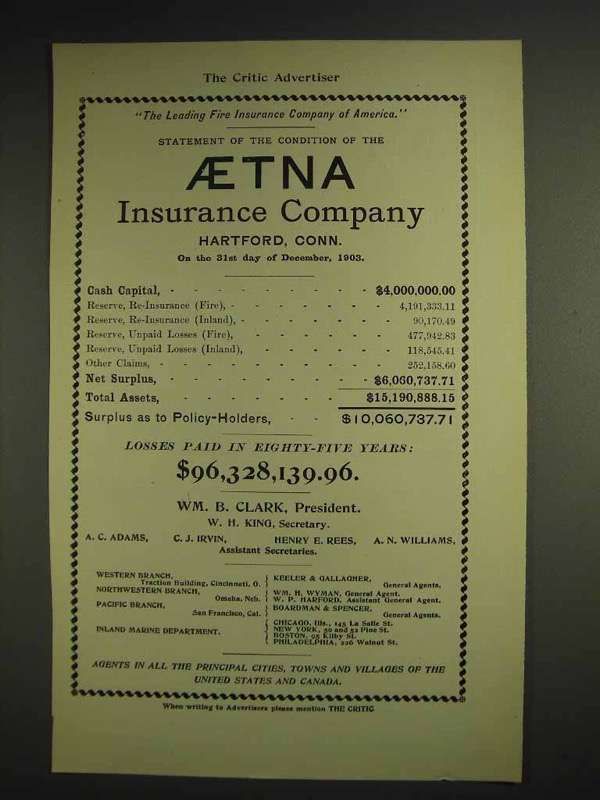 The Critic Advertiser
"The Leading Fire Insurance Company of America."
STATEMENT OF THE CONDITION OF THE
ÆTNA
Insurance Company
HARTFORD, CONN.
On the 31st day of December, 1903.
Cash Capital, - - - - - - - - $4,000,000.00
Reserve, Re-Insurance (Fire), - - - - - - 4,191,333.11
Reserve, Re-Insurance (Inland), - - - - - - 90,170.49
Reserve, Unpaid Losses (Fire), - - - - - 477,942.83
Reserve, Unpaid Losses (Inland), - - - - - 118,545.41
Other Claims, - - - - - - - - 252,158.60
Net Surplus, - - - - - - - - $6,060,737.71
Total Assets, - - - - - - - $15,190,888.15
Surplus as to Policy-Holders, - - $10,060,737.71
LOSSES PAID IN EIGHTY-FIVE YEARS:
$96,328,139.96.
WM. B. CLARK, President.
W. H. KING, Secretary.
A. C. ADAMS, C. J. IRVIN, HENRY E. REES, A. N. WILLIAMS,
Assistant Secretaries.
WESTERN BRANCH, KEELER & GALLAGHER,
Traction Building, Cincinnati, O. General Agents.
NORTHWESTERN BRANCH, WM. H. WYMAN, General Agent.
Omaha, Neb. W. P. HARFORD, Assistant General Agent.
PACIFIC BRANCH, BOARDMAN & SPENCER,
San Francisco, Cal. General Agents.
INLAND MARINE DEPARTMENT. CHICAGO, Ills., 145 La Salle St.
NEW YORK, 50 and 52 Pine St.
BOSTON, 95 Kilby St.
PHILADELPHIA, 226 Walnut St.
AGENTS IN ALL THE PRINCIPAL CITIES, TOWNS AND VILLAGES OF THE
UNITED STATES AND CANADA.
When writing to Advertisers please mention THE CRITIC